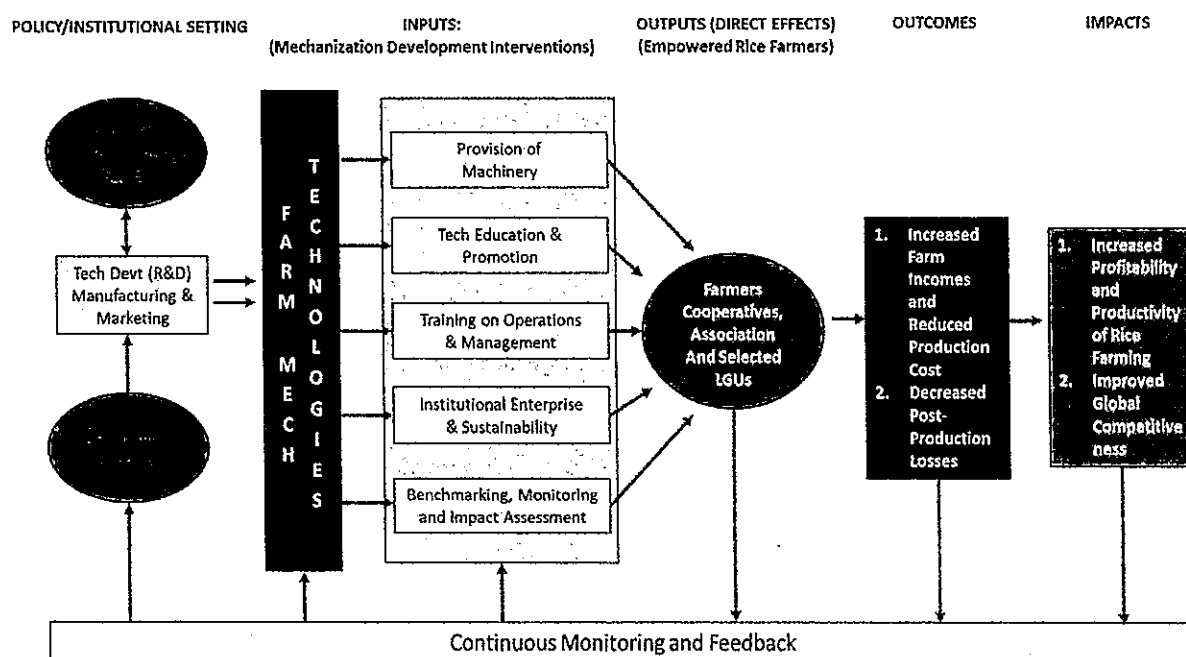 POLICY/INSTITUTIONAL SETTING
INPUTS:
(Mechanization Development Interventions)
OUTPUTS (DIRECT EFFECTS)
(Empowered Rice Farmers)
OUTCOMES
IMPACTS
Tech Devt (R&D)
Manufacturing &
Marketing
FARM MECH
TECHNOLOGIES
Provision of
Machinery
Tech Education &
Promotion
Training on Operations
& Management
Institutional Enterprise
& Sustainability
Benchmarking, Monitoring
and Impact Assessment
Farmers
Cooperatives,
Association
And Selected
LGUs
1. Increased
Farm
Incomes
and
Reduced
Production
Cost
2. Decreased
Post-
Production
Losses
1. Increased
Profitability
and
Productivity
of Rice
Farming
2. Improved
Global
Competitive
ness
Continuous Monitoring and Feedback